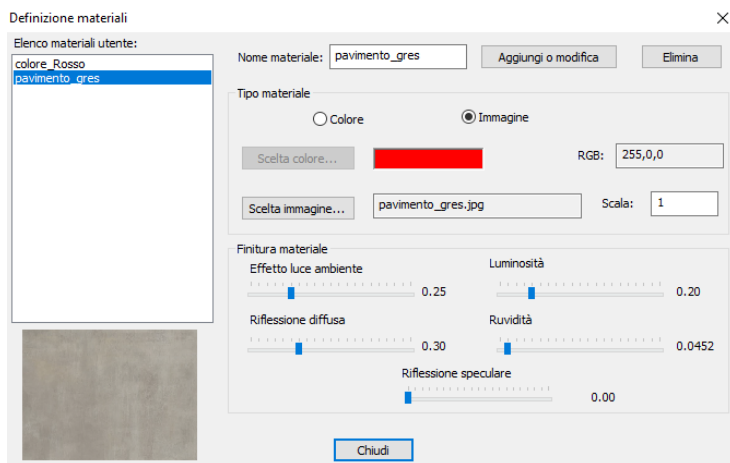 Definizione materiali
Elenco materiali utente:
colore_Rosso
pavimento_gres
Nome materiale: pavimento_gres Aggiungi o modifica Elimina
Tipo materiale
Colore Immagine
Scelta colore... RGB: 255,0,0
Scelta immagine... pavimento_gres.jpg Scala: 1
Finitura materiale
Effetto luce ambiente Luminosità
0.25 0.20
Riflessione diffusa Ruvidità
0.30 0.0452
Riflessione speculare
0.00
Chiudi